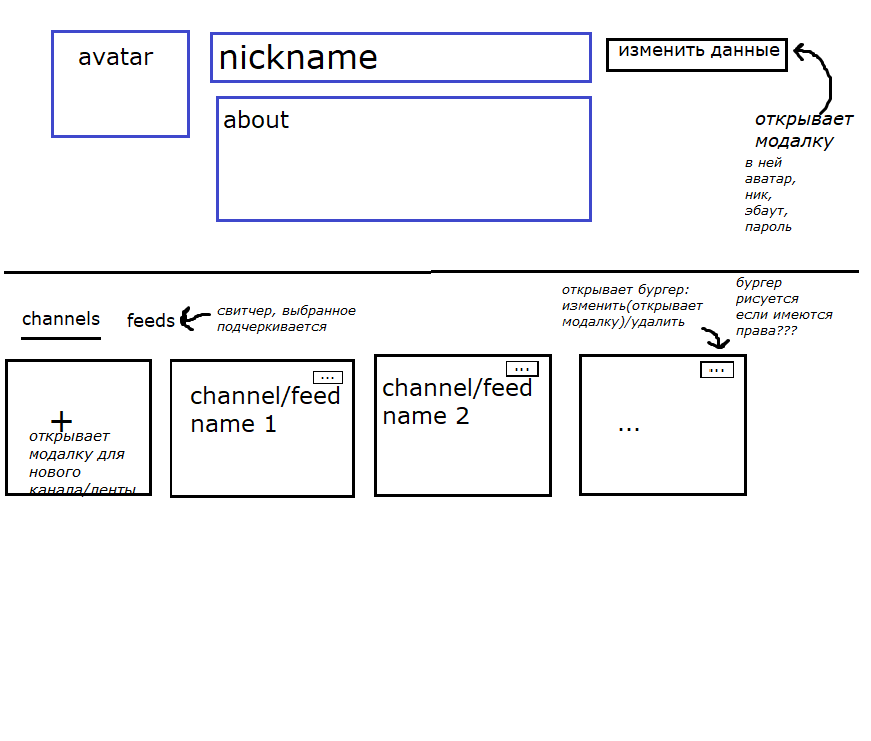 avatar
nickname
изменить данные
about
открывает
модалку
в ней
аватар,
ник,
эбаут,
пароль
channels
feeds
свитчер, выбранное
подчеркивается
открывает бургер:
изменить(открывает
модалку)/удалить
бургер
рисуется
если имеются
права???
+
открывает
модалку для
нового
канала/ленты
...
channel/feed
name 1
...
channel/feed
name 2
...
...